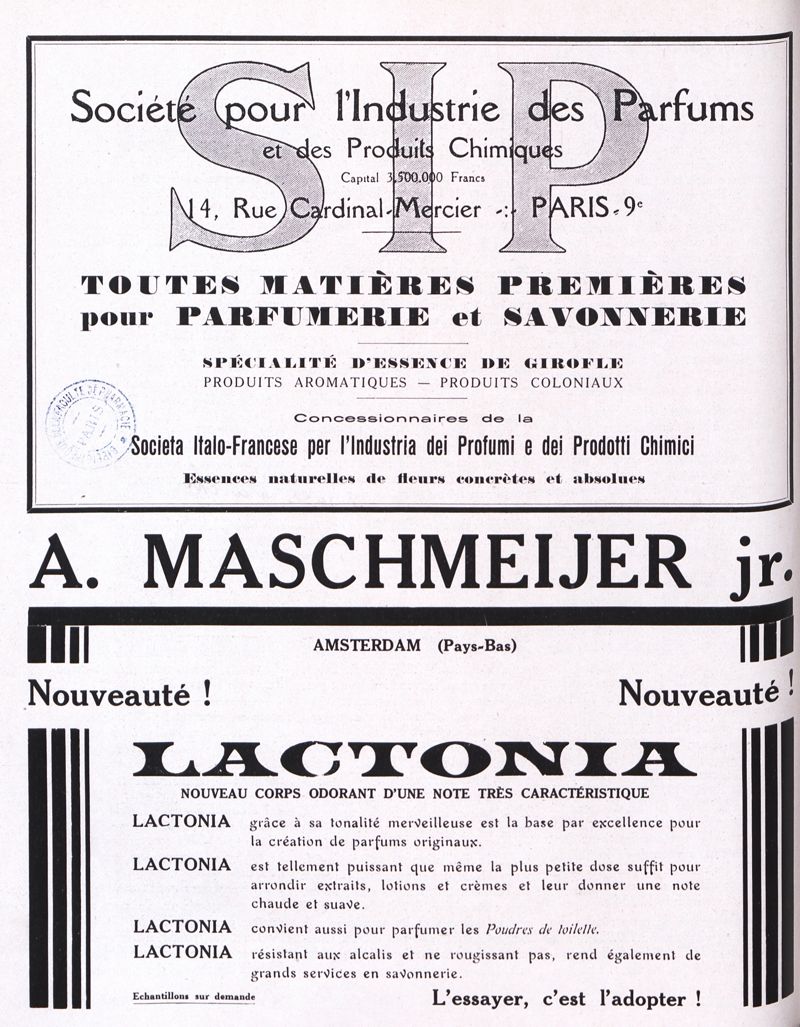 SIP
Société pour l'Industrie des Parfums
et des Produits Chimiques
Capital 3,500,000 Francs
14, Rue Cardinal-Mercier -:- PARIS-9e
TOUTES MATIÈRES PREMIÈRES
pour PARFUMERIE et SAVONNERIE
SPÉCIALITÉ D'ESSENCE DE GIROFLE
PRODUITS AROMATIQUES — PRODUITS COLONIAUX
Concessionnaires de la
Societa Italo-Francese per l'Industria dei Profumi e dei Prodotti Chimici
Essences naturelles de fleurs concrètes et absolues
PARIS
A. MASCHMEIJER jr.
AMSTERDAM (Pays-Bas)
Nouveauté ! Nouveauté !
LACTONIA
NOUVEAU CORPS ODORANT D'UNE NOTE TRÈS CARACTÉRISTIQUE
LACTONIA grâce à sa tonalité merveilleuse est la base par excellence pour
la création de parfums originaux.
LACTONIA est tellement puissant que même la plus petite dose suffit pour
arrondir extraits, lotions et crèmes et leur donner une note
chaude et suave.
LACTONIA convient aussi pour parfumer les Poudres de toilette.
LACTONIA résistant aux alcalis et ne rougissant pas, rend également de
grands services en savonnerie.
Echantillons sur demande L'essayer, c'est l'adopter !